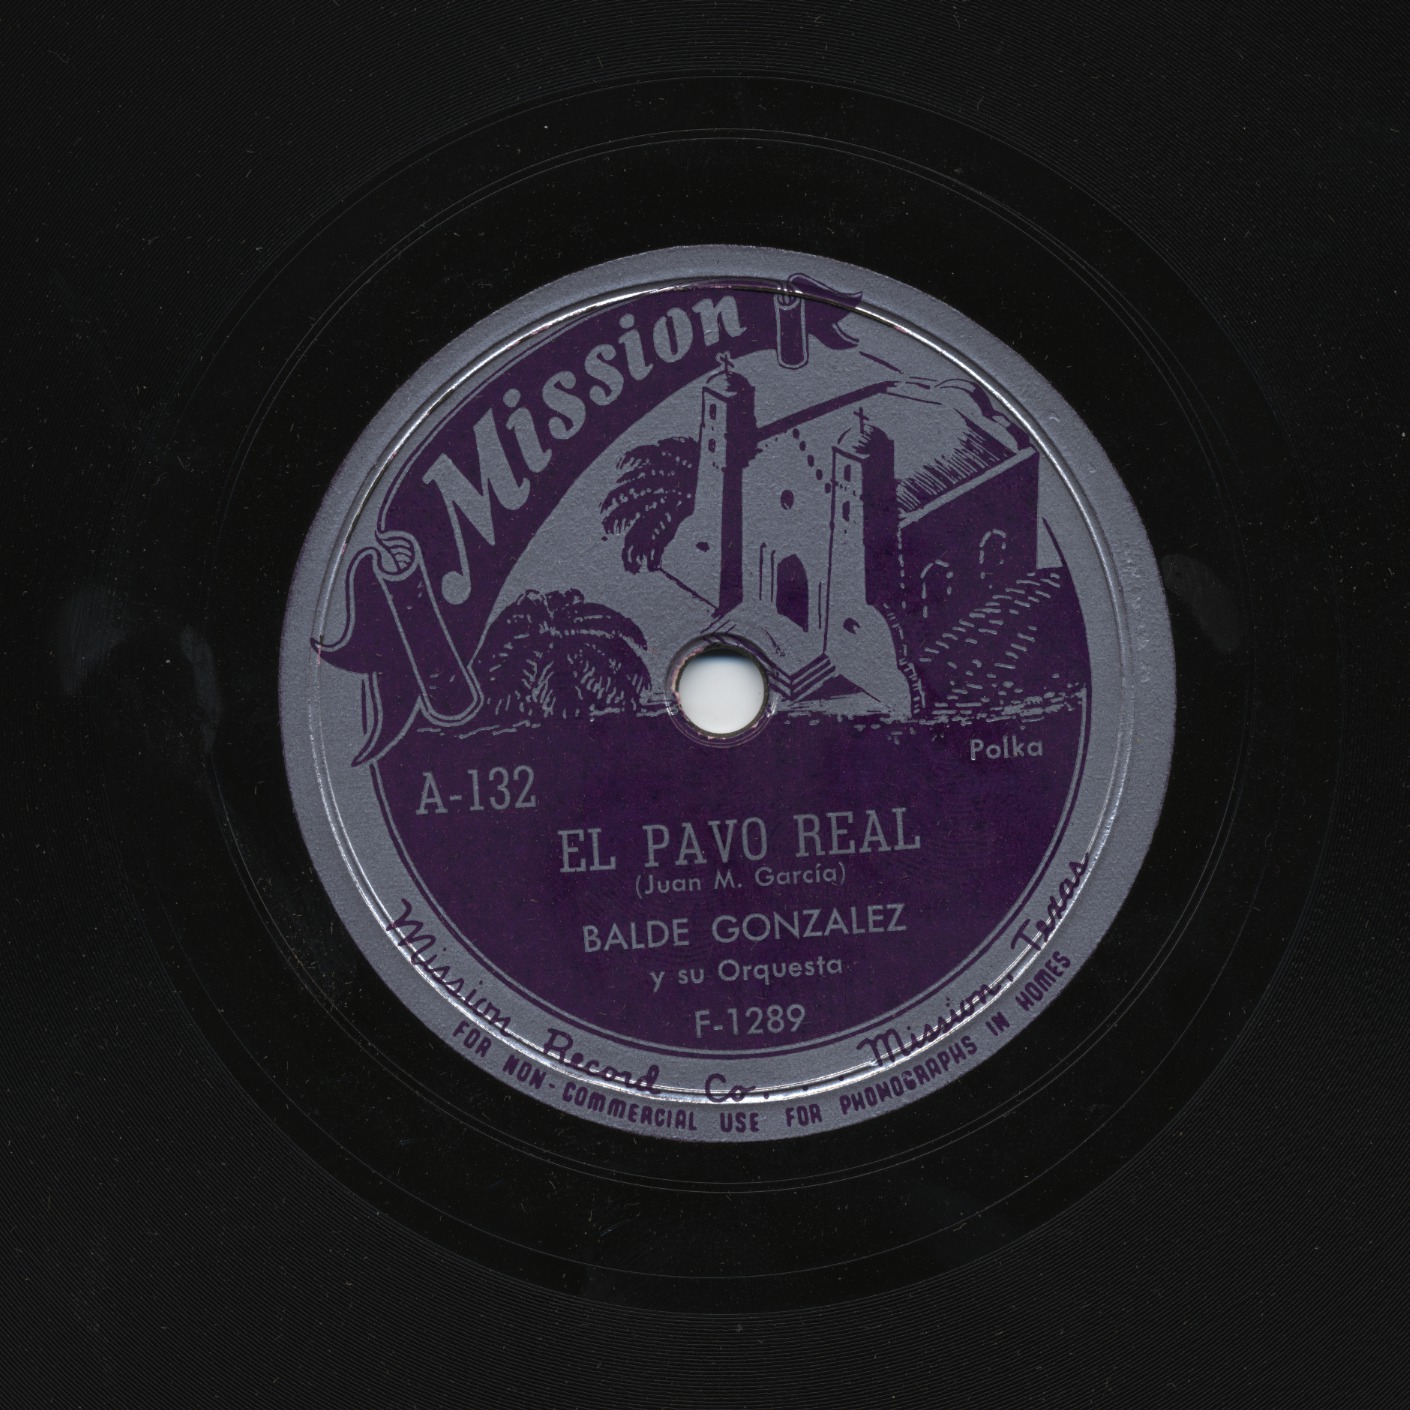 Mission
Polka
A-132
EL PAVO REAL
(Juan M. García)
BALDE GONZALEZ
y su Orquesta
F-1289
Mission Record Co. . . . Mission, Texas
FOR NON-COMMERCIAL USE FOR PHONOGRAPHS IN HOMES